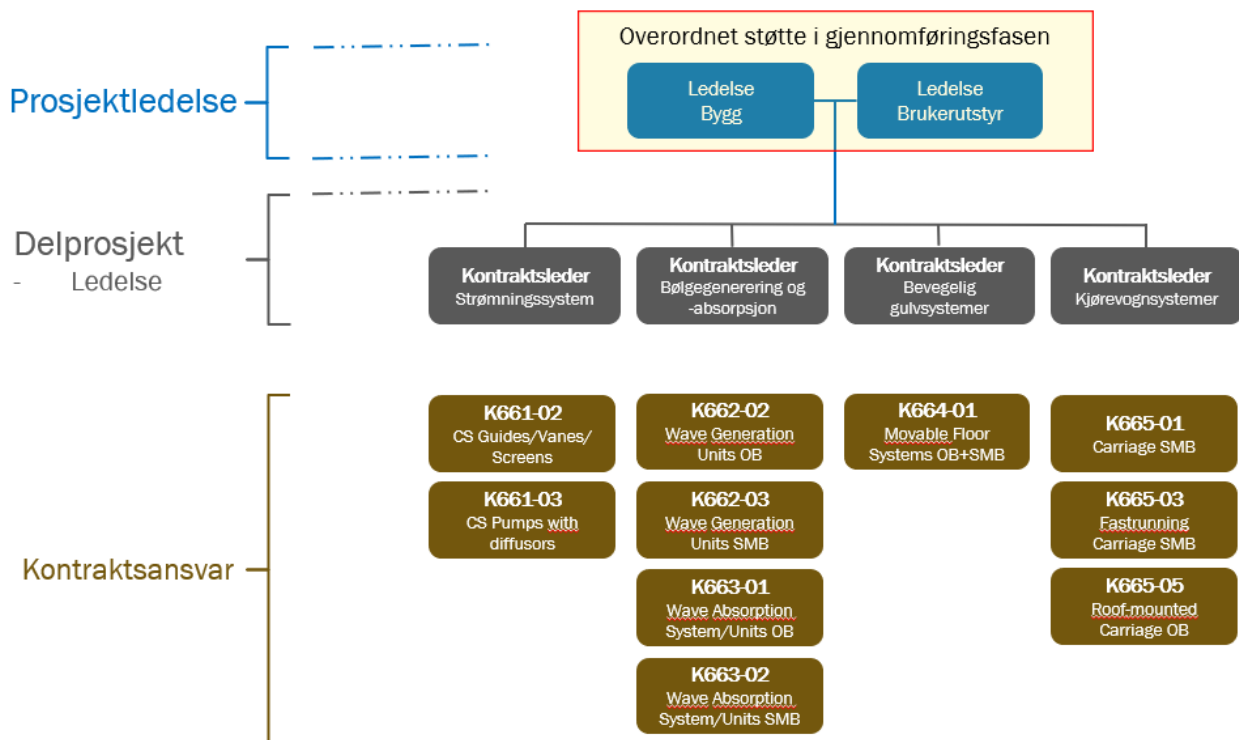 Overordnet støtte i gjennomføringsfasen
Prosjektledelse
Ledelse
Bygg
Ledelse
Brukerutstyr
Delprosjekt
- Ledelse
Kontraktsleder
Strømningssystem
Kontraktsleder
Bølgegenerering og
-absorpsjon
Kontraktsleder
Bevegelig
gulvsystemer
Kontraktsleder
Kjørevognsystemer
Kontraktsansvar
K661-02
CS Guides/Vanes/
Screens
K661-03
CS Pumps with
diffusors
K662-02
Wave Generation
Units OB
K662-03
Wave Generation
Units SMB
K663-01
Wave Absorption
System/Units OB
K663-02
Wave Absorption
System/Units SMB
K664-01
Movable Floor
Systems OB+SMB
K665-01
Carriage SMB
K665-03
Fastrunning
Carriage SMB
K665-05
Roof-mounted
Carriage OB